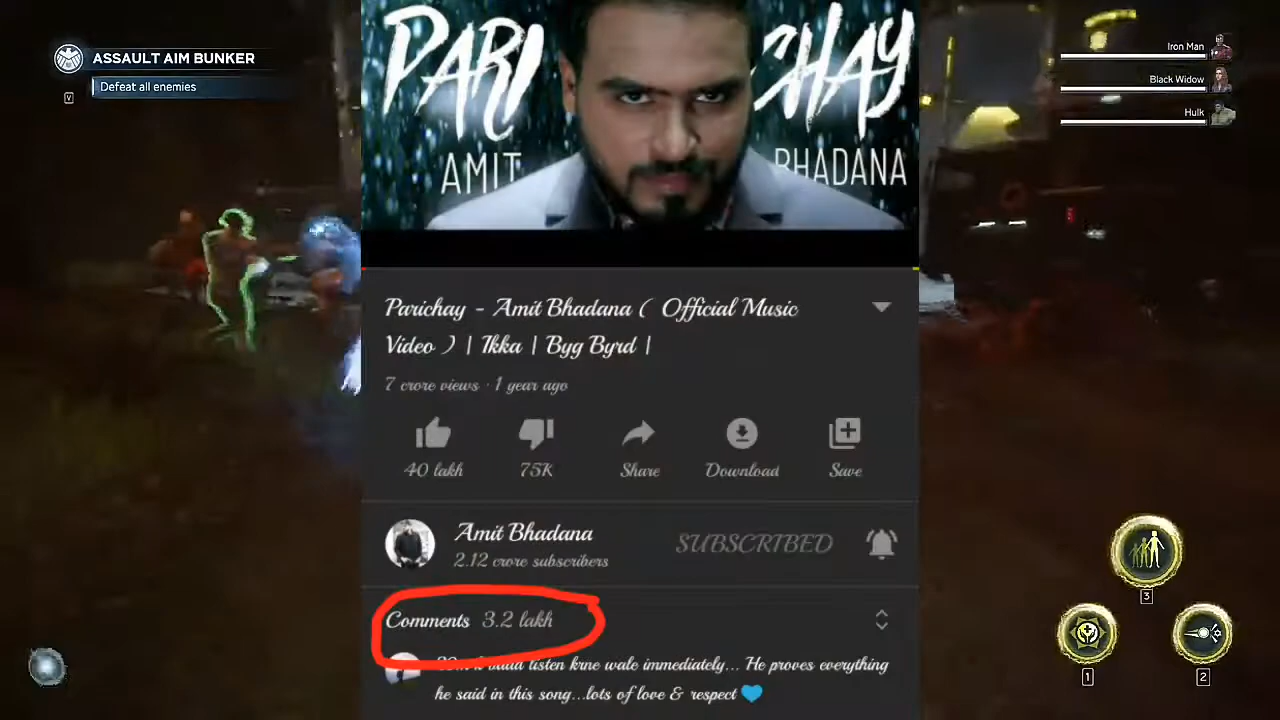 ASSAULT AIM BUNKER
Defeat all enemies
V
Iron Man
Black Widow
Hulk
PARICHAY
AMIT BHADANA
Parichay - Amit Bhadana ( Official Music
Video ) | Ikka | Byg Byrd |
7 crore views · 1 year ago
40 lakh
75K
Share
Download
Save
Amit Bhadana
2.12 crore subscribers
SUBSCRIBED
Comments 3.2 lakh
listen krne wale immediately... He proves everything
he said in this song...lots of love & respect 💙
3
1
2